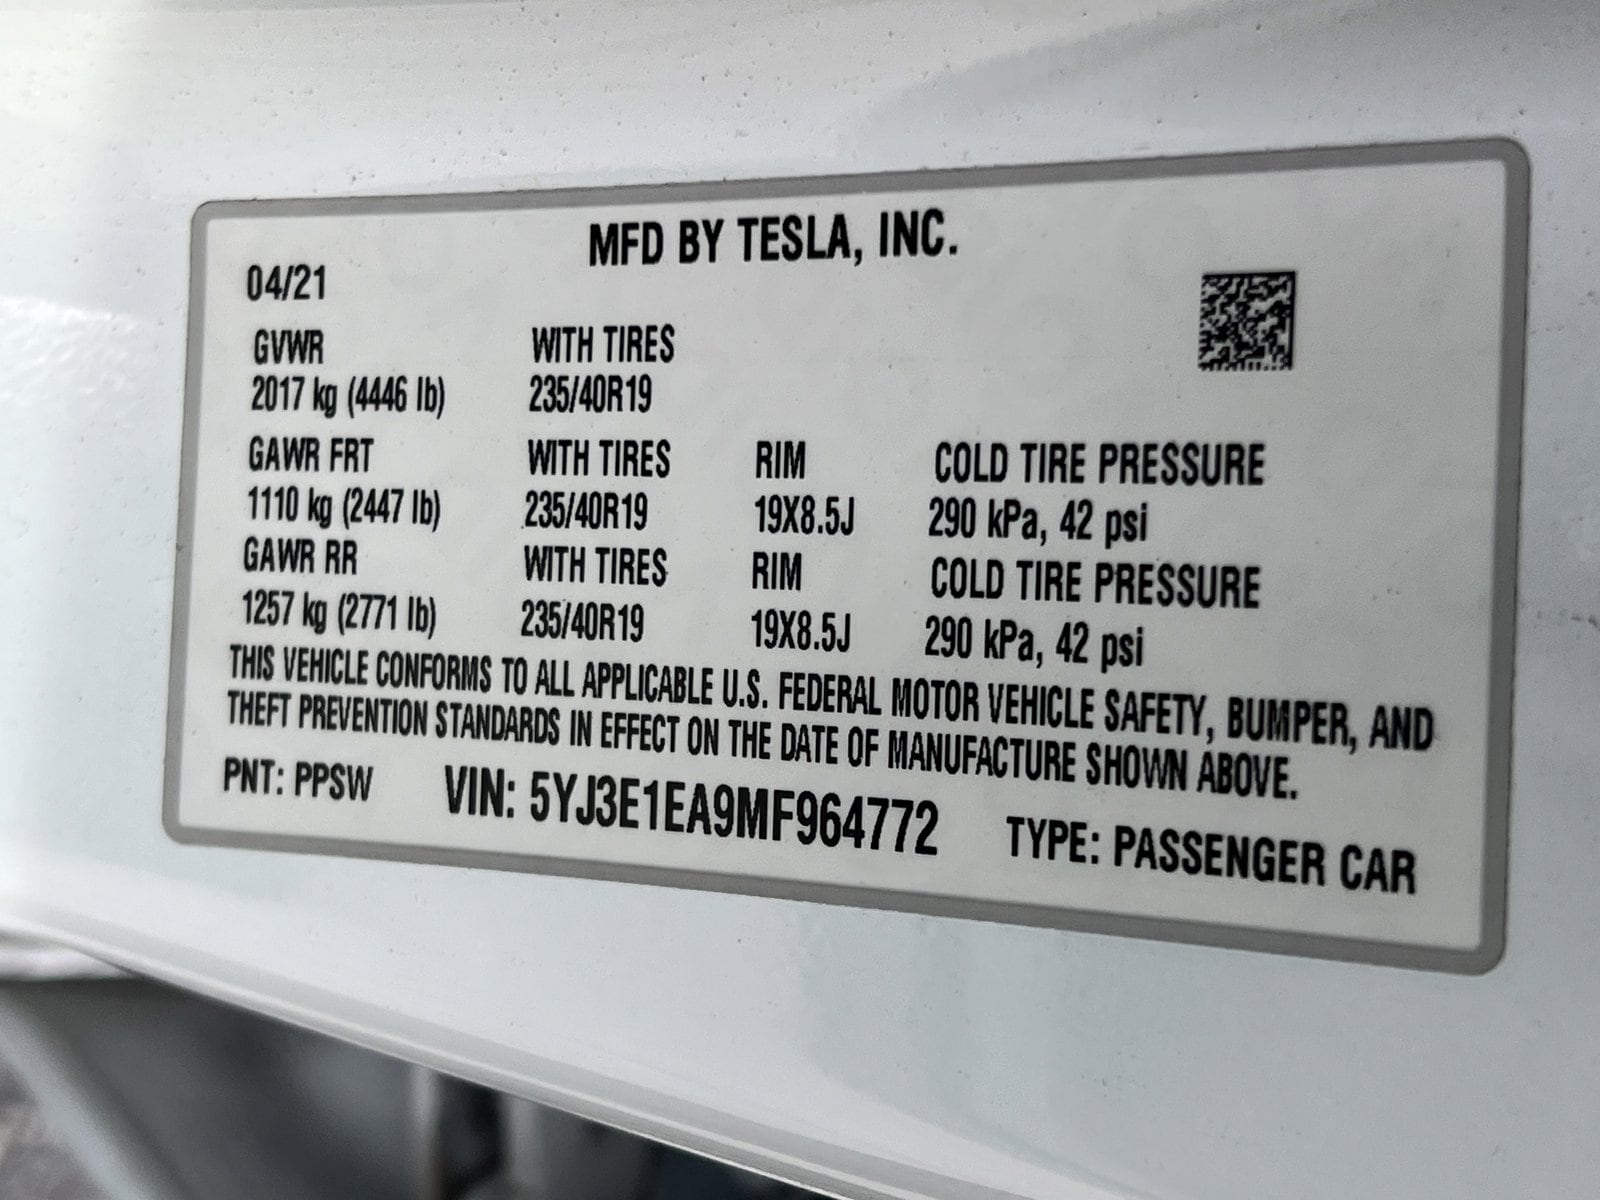 MFD BY TESLA, INC.
04/21
GVWR WITH TIRES
2017 kg (4446 lb) 235/40R19
GAWR FRT WITH TIRES RIM COLD TIRE PRESSURE
1110 kg (2447 lb) 235/40R19 19X8.5J 290 kPa, 42 psi
GAWR RR WITH TIRES RIM COLD TIRE PRESSURE
1257 kg (2771 lb) 235/40R19 19X8.5J 290 kPa, 42 psi
THIS VEHICLE CONFORMS TO ALL APPLICABLE U.S. FEDERAL MOTOR VEHICLE SAFETY, BUMPER, AND
THEFT PREVENTION STANDARDS IN EFFECT ON THE DATE OF MANUFACTURE SHOWN ABOVE.
PNT: PPSW VIN: 5YJ3E1EA9MF964772 TYPE: PASSENGER CAR